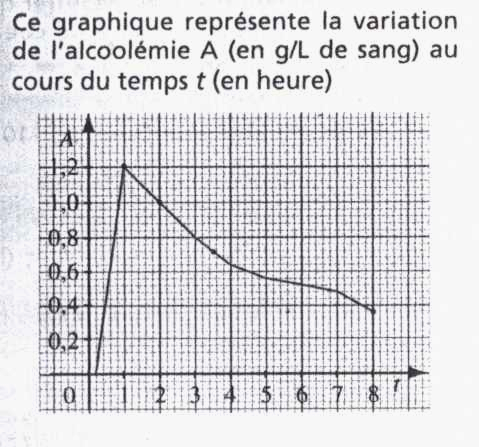 Ce graphique représente la variation
de l'alcoolémie A (en g/L de sang) au
cours du temps t (en heure)
A
1,2
1,0
0,8
0,6
0,4
0,2
0 1 2 3 4 5 6 7 8 t